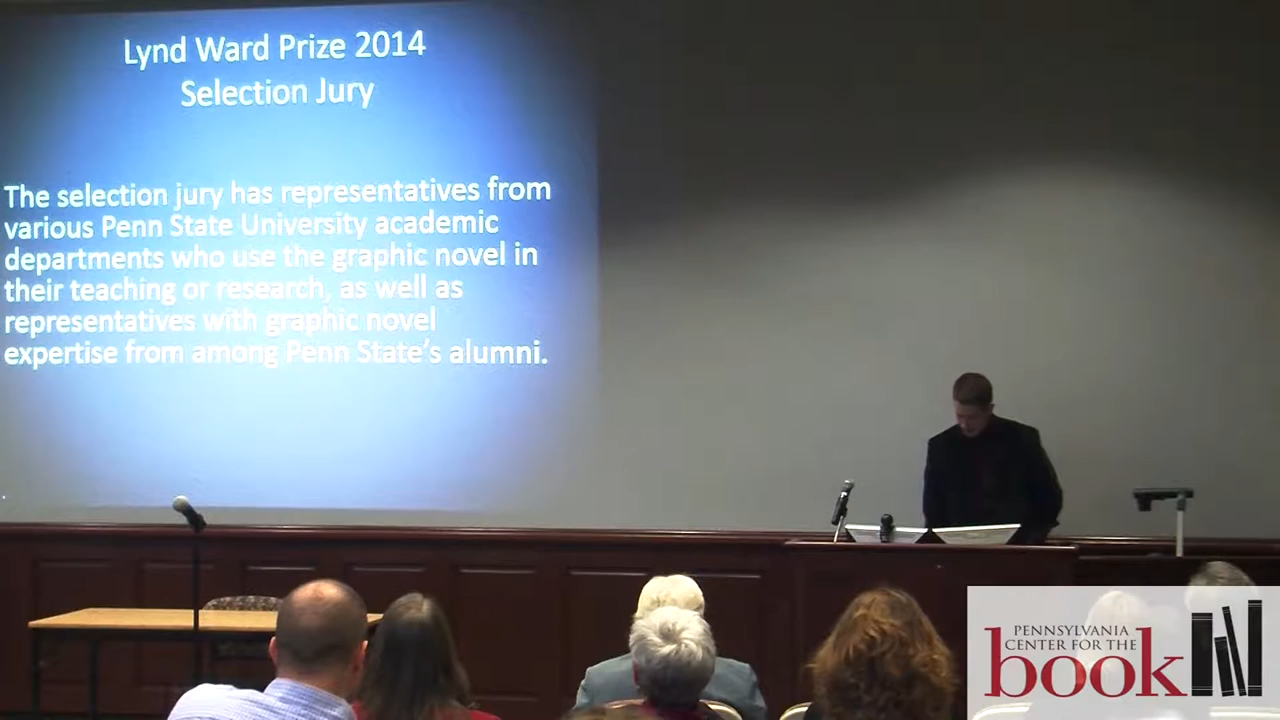 Lynd Ward Prize 2014
Selection Jury
The selection jury has representatives from
various Penn State University academic
departments who use the graphic novel in
their teaching or research, as well as
representatives with graphic novel
expertise from among Penn State's alumni.
PENNSYLVANIA
CENTER FOR THE
book